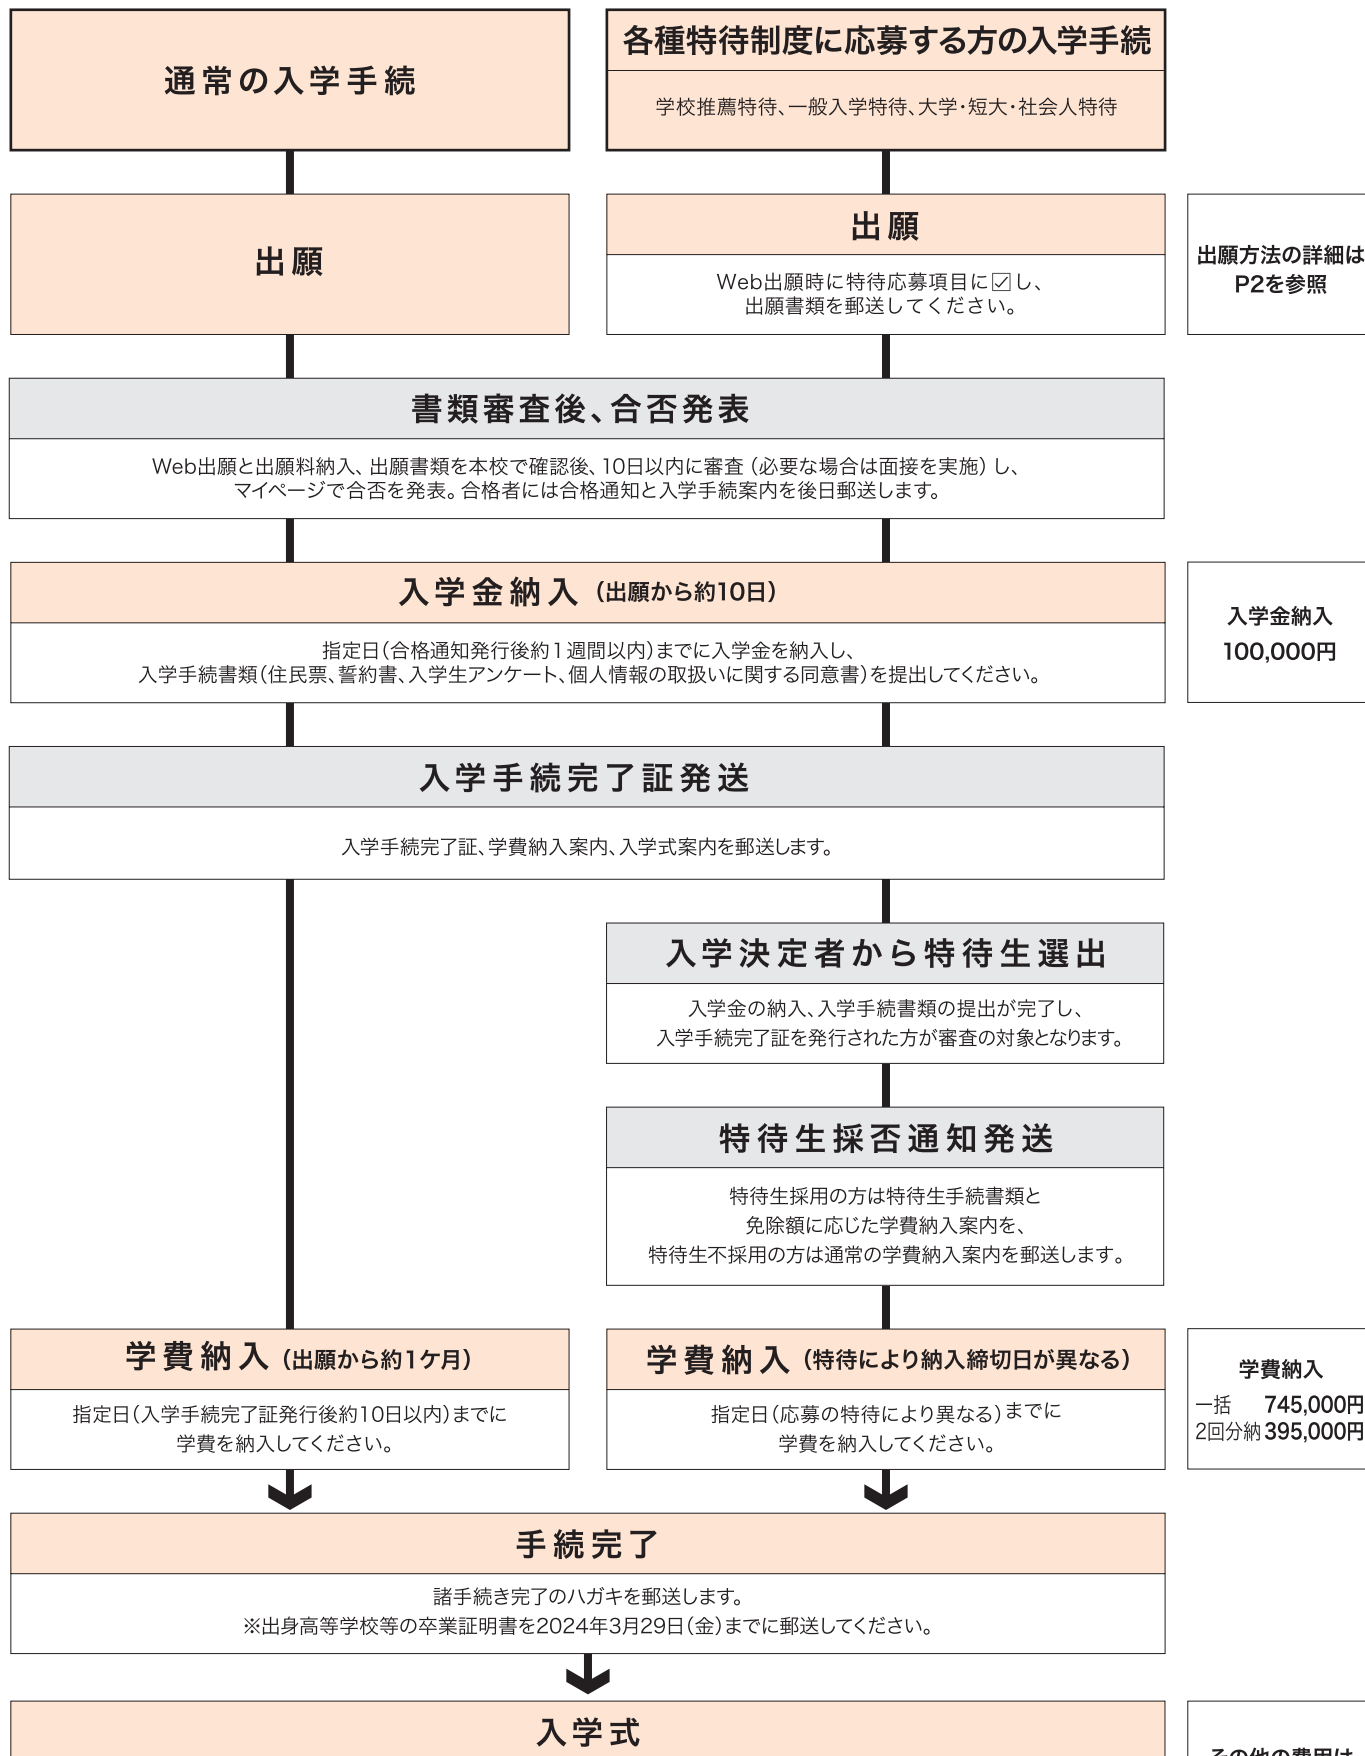 通常の入学手続
各種特待制度に応募する方の入学手続
学校推薦特待、一般入学特待、大学・短大・社会人特待
出願
出願
Web出願時に特待応募項目に☑し、
出願書類を郵送してください。
出願方法の詳細は
P2を参照
書類審査後、合否発表
Web出願と出願料納入、出願書類を本校で確認後、10日以内に審査（必要な場合は面接を実施）し、
マイページで合否を発表。合格者には合格通知と入学手続案内を後日郵送します。
入学金納入（出願から約10日）
指定日（合格通知発行後約1週間以内）までに入学金を納入し、
入学手続書類（住民票、誓約書、入学生アンケート、個人情報の取扱いに関する同意書）を提出してください。
入学金納入
100,000円
入学手続完了証発送
入学手続完了証、学費納入案内、入学式案内を郵送します。
入学決定者から特待生選出
入学金の納入、入学手続書類の提出が完了し、
入学手続完了証を発行された方が審査の対象となります。
特待生採否通知発送
特待生採用の方は特待生手続書類と
免除額に応じた学費納入案内を、
特待生不採用の方は通常の学費納入案内を郵送します。
学費納入（出願から約1ケ月）
指定日（入学手続完了証発行後約10日以内）までに
学費を納入してください。
学費納入（特待により納入締切日が異なる）
指定日（応募の特待により異なる）までに
学費を納入してください。
学費納入
一括 745,000円
2回分納 395,000円
手続完了
諸手続き完了のハガキを郵送します。
※出身高等学校等の卒業証明書を2024年3月29日（金）までに郵送してください。
入学式
その他の費用は